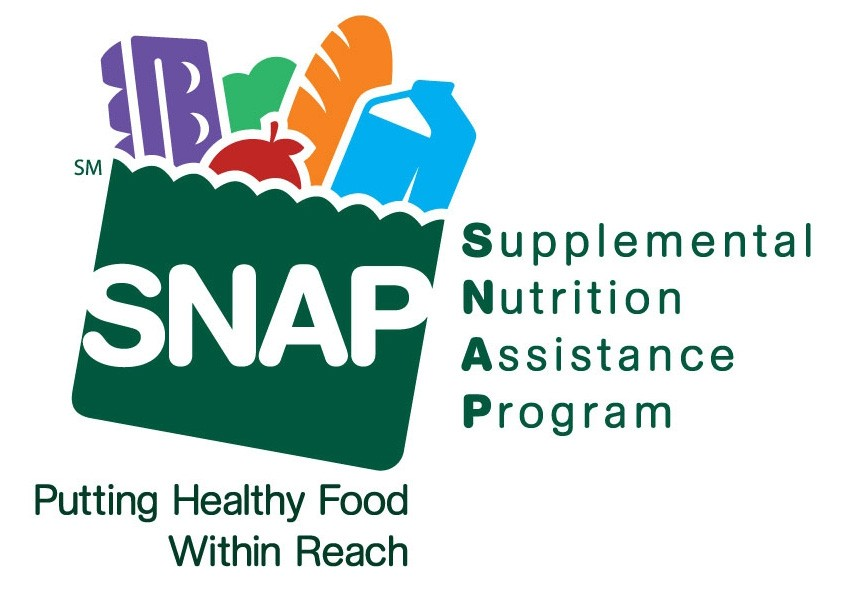 SM
SNAP
Supplemental
Nutrition
Assistance
Program
Putting Healthy Food
Within Reach